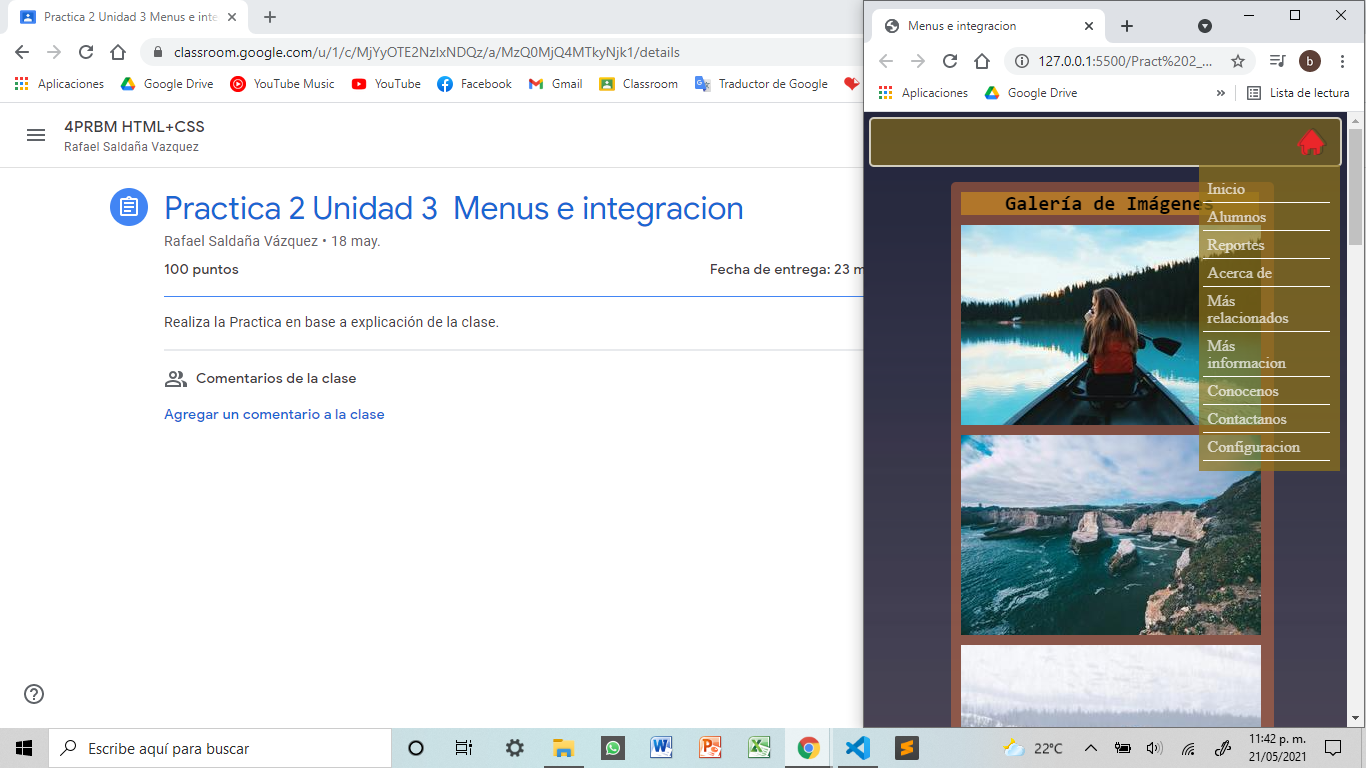 Practica 2 Unidad 3 Menus e inte
classroom.google.com/u/1/c/MjYyOTE2NzIxNDQz/a/MzQ0MjQ4MTkyNjk1/details
Aplicaciones
Google Drive
YouTube Music
YouTube
Facebook
Gmail
Classroom
Traductor de Google
4PRBM HTML+CSS
Rafael Saldaña Vazquez
Practica 2 Unidad 3 Menus e integracion
Rafael Saldaña Vázquez • 18 may.
100 puntos
Fecha de entrega: 23 m
Realiza la Practica en base a explicación de la clase.
Comentarios de la clase
Agregar un comentario a la clase
Menus e integracion
127.0.0.1:5500/Pract%202_...
b
Aplicaciones
Google Drive
»
Lista de lectura
Galería de Imágenes
Inicio
Alumnos
Reportes
Acerca de
Más
relacionados
Más
informacion
Conocenos
Contactanos
Configuracion
Escribe aquí para buscar
22°C
11:42 p. m.
21/05/2021